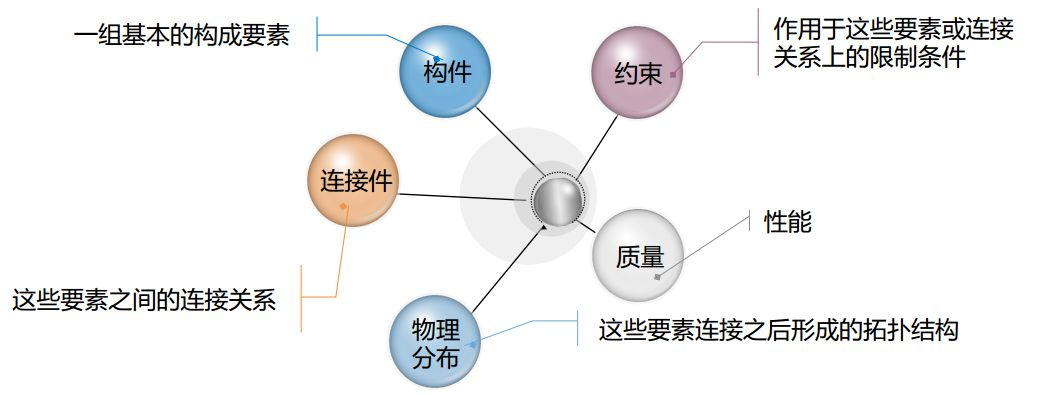 一组基本的构成要素
构件
约束
作用于这些要素或连接
关系上的限制条件
连接件
这些要素之间的连接关系
质量
性能
物理
分布
这些要素连接之后形成的拓扑结构